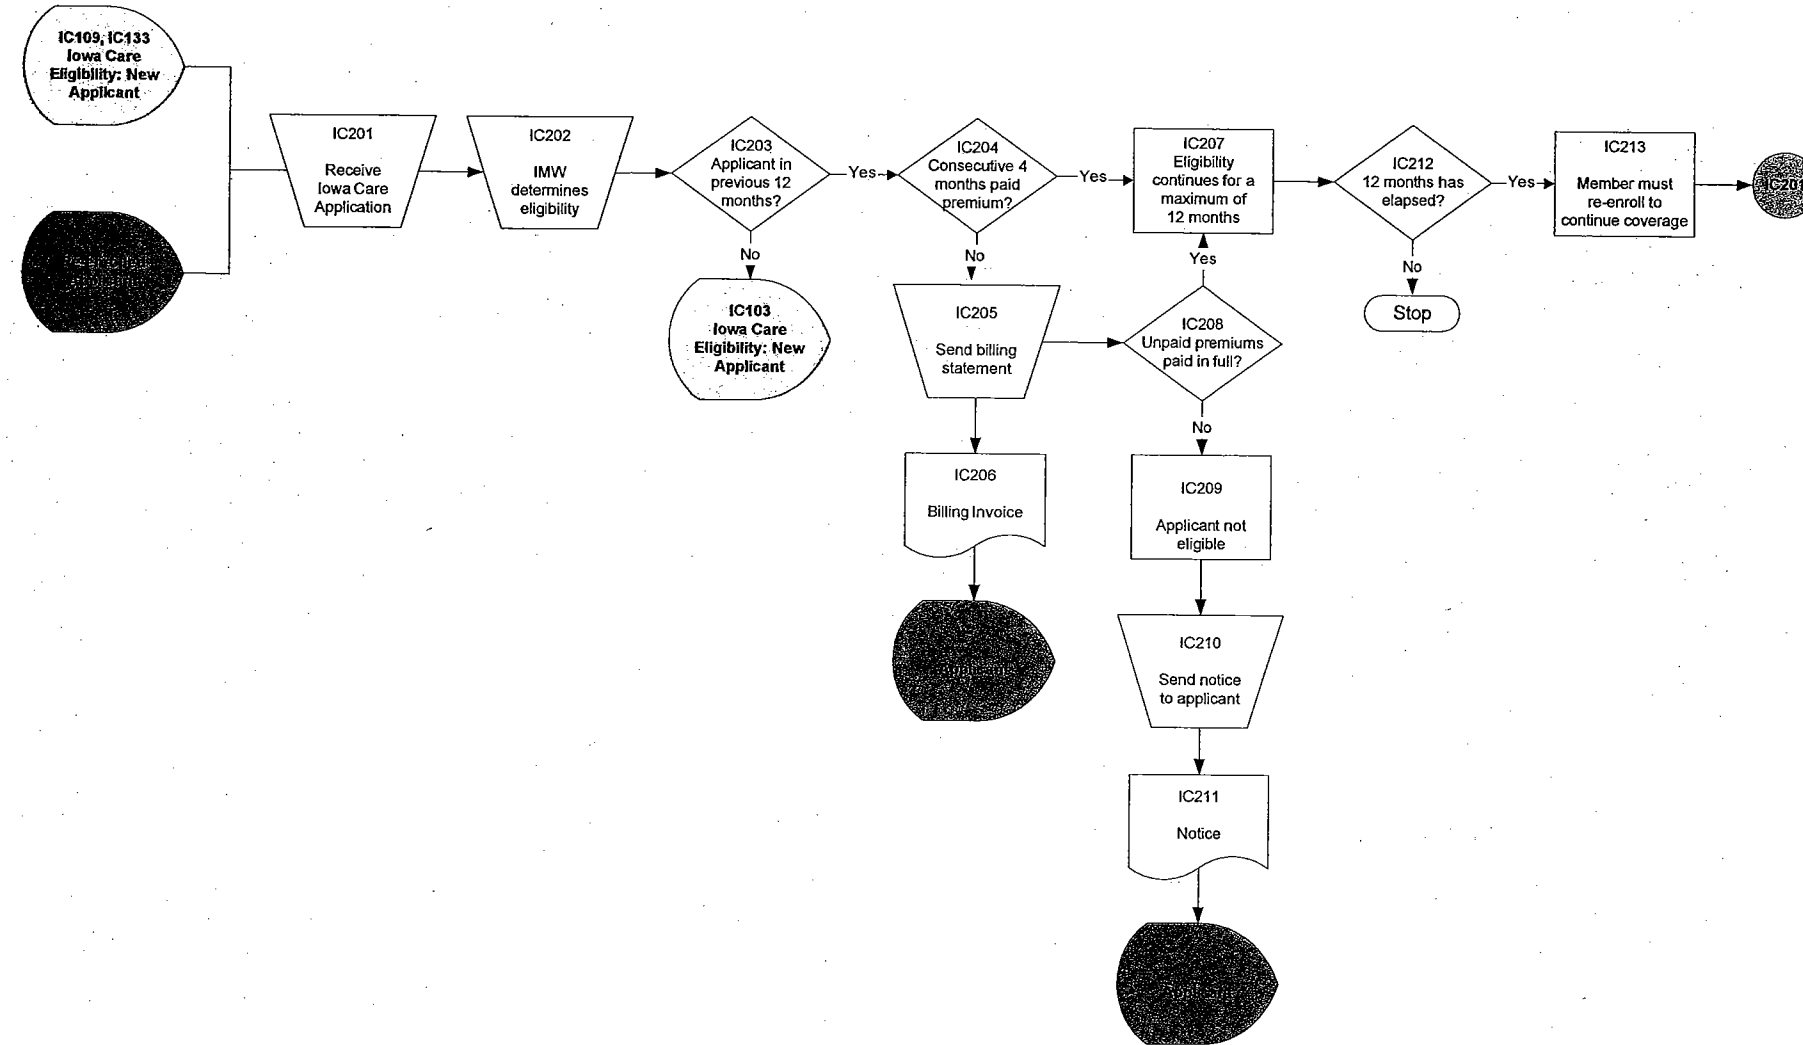 IC109, IC133
Iowa Care
Eligibility: New
Applicant
IC201
Receive
Iowa Care
Application
IC202
IMW
determines
eligibility
IC203
Applicant in
previous 12
months?
Yes
IC204
Consecutive 4
months paid
premium?
Yes
IC207
Eligibility
continues for a
maximum of
12 months
IC212
12 months has
elapsed?
Yes
IC213
Member must
re-enroll to
continue coverage
IC201
No
No
Yes
No
Stop
IC103
Iowa Care
Eligibility: New
Applicant
IC205
Send billing
statement
IC208
Unpaid premiums
paid in full?
No
IC206
Billing Invoice
IC209
Applicant not
eligible
Applicant
IC210
Send notice
to applicant
IC211
Notice
Applicant